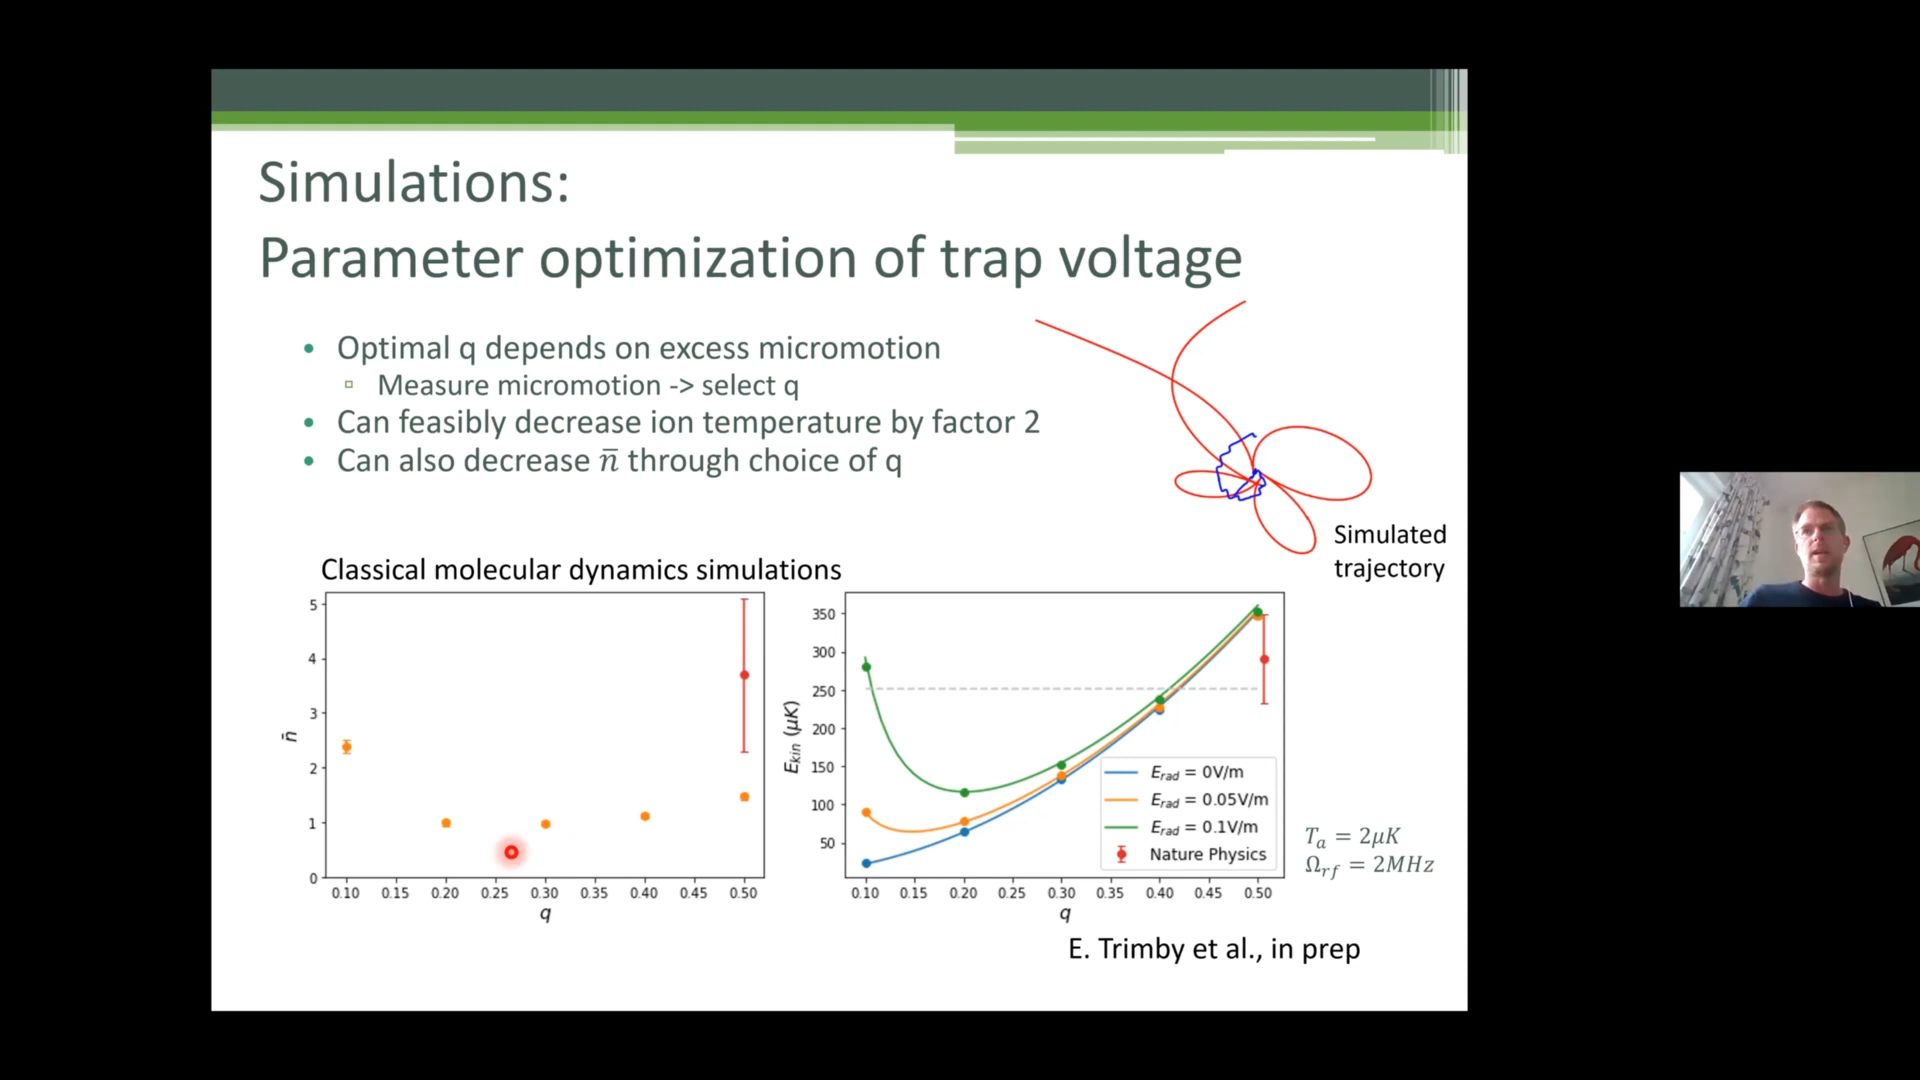 Simulations:
Parameter optimization of trap voltage
• Optimal q depends on excess micromotion
▫ Measure micromotion -> select q
• Can feasibly decrease ion temperature by factor 2
• Can also decrease n̄ through choice of q
Simulated
trajectory
Classical molecular dynamics simulations
5
4
3
2
1
0
n̄
0.10 0.15 0.20 0.25 0.30 0.35 0.40 0.45 0.50
q
350
300
250
200
150
100
50
E_kin (μK)
E_rad = 0V/m
E_rad = 0.05V/m
E_rad = 0.1V/m
Nature Physics
0.10 0.15 0.20 0.25 0.30 0.35 0.40 0.45 0.50
q
T_a = 2μK
Ω_rf = 2MHz
E. Trimby et al., in prep